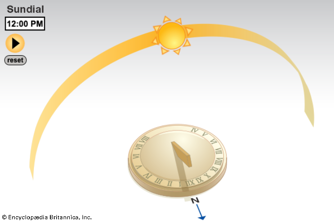 Sundial
12:00 PM
reset
N
© Encyclopædia Britannica, Inc.